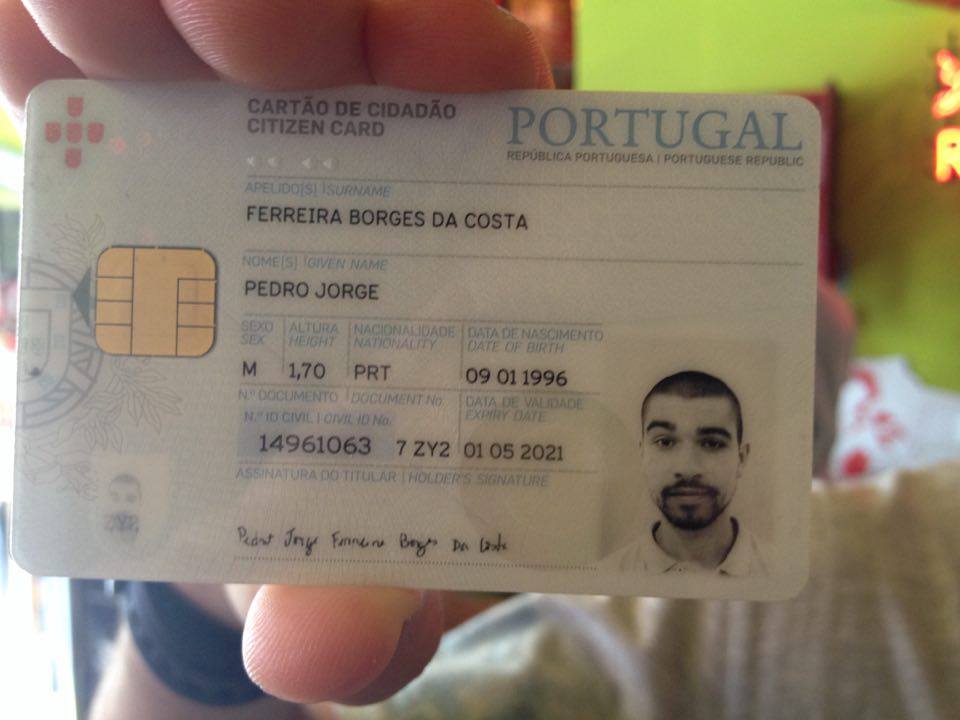 CARTÃO DE CIDADÃO
CITIZEN CARD
PORTUGAL
REPÚBLICA PORTUGUESA | PORTUGUESE REPUBLIC
APELIDO[S] | SURNAME
FERREIRA BORGES DA COSTA
NOME[S] | GIVEN NAME
PEDRO JORGE
SEXO ALTURA NACIONALIDADE DATA DE NASCIMENTO
SEX HEIGHT NATIONALITY DATE OF BIRTH
M 1,70 PRT 09 01 1996
N.º DOCUMENTO | DOCUMENT No. DATA DE VALIDADE
N.º ID CIVIL | CIVIL ID No. EXPIRY DATE
14961063 7 ZY2 01 05 2021
ASSINATURA DO TITULAR | HOLDER'S SIGNATURE
Pedro Jorge Ferreira Borges Da Costa